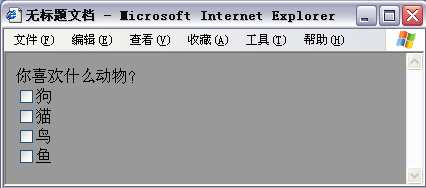 无标题文档 - Microsoft Internet Explorer
文件(F) 编辑(E) 查看(V) 收藏(A) 工具(T) 帮助(H)
你喜欢什么动物?
狗
猫
鸟
鱼